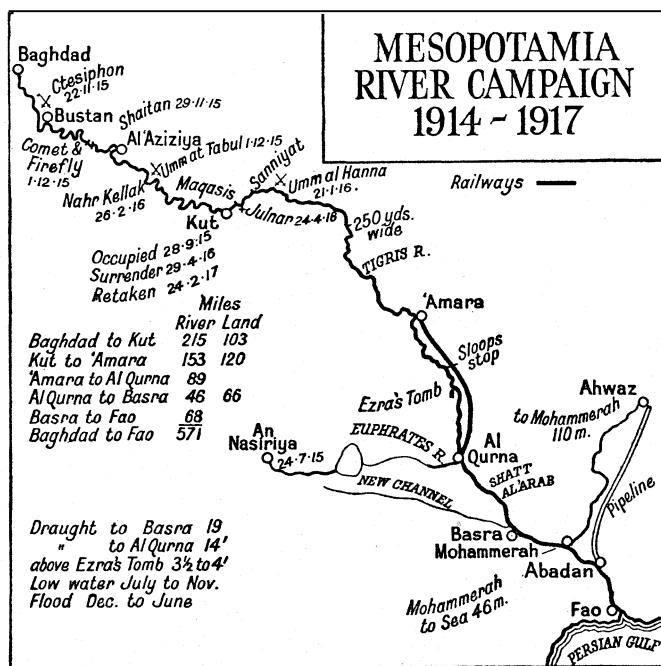 MESOPOTAMIA
RIVER CAMPAIGN
1914~1917
Railways
Baghdad
Ctesiphon
22·11·15
Bustan
Shaitan 29·11·15
Al 'Aziziya
Comet &
Firefly
1·12·15
Umm at Tabul 1·12·15
Nahr Kellak
26·2·16
Maqasis
Sanniyat
Umm al Hanna
21·1·16.
Kut
Julnar 24·4·16
250 yds.
wide
TIGRIS R.
Occupied 28·9·15
Surrender 29·4·16
Retaken 24·2·17
Miles
River Land
Baghdad to Kut 215 103
Kut to 'Amara 153 120
'Amara to Al Qurna 89
Al Qurna to Basra 46 66
Basra to Fao 68
Baghdad to Fao 571
'Amara
Sloops
stop
Ezra's Tomb
Ahwaz
to Mohammerah
110 m.
An
Nasiriya
24·7·15
EUPHRATES R.
Al
Qurna
NEW CHANNEL
SHATT
AL'ARAB
Pipeline
Basra
Mohammerah
Abadan
Mohammerah
to Sea 46 m.
Fao
PERSIAN GULF
Draught to Basra 19
" to Al Qurna 14'
above Ezra's Tomb 3½ to 4'
Low water July to Nov.
Flood Dec. to June